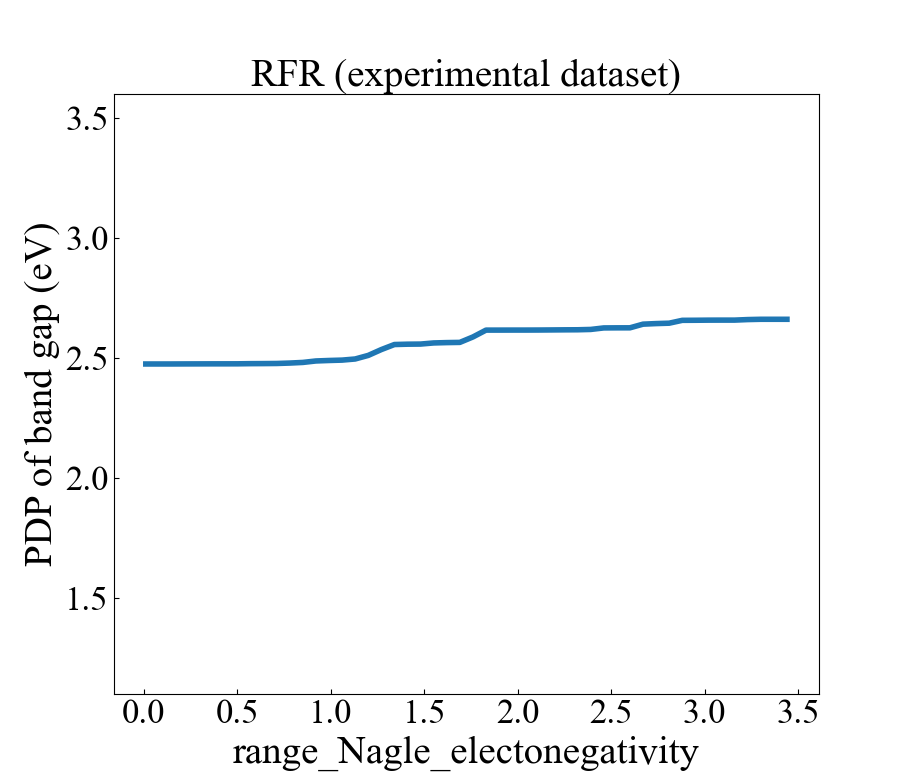 RFR (experimental dataset)
3.5
3.0
2.5
2.0
1.5
PDP of band gap (eV)
0.0 0.5 1.0 1.5 2.0 2.5 3.0 3.5
range_Nagle_electonegativity